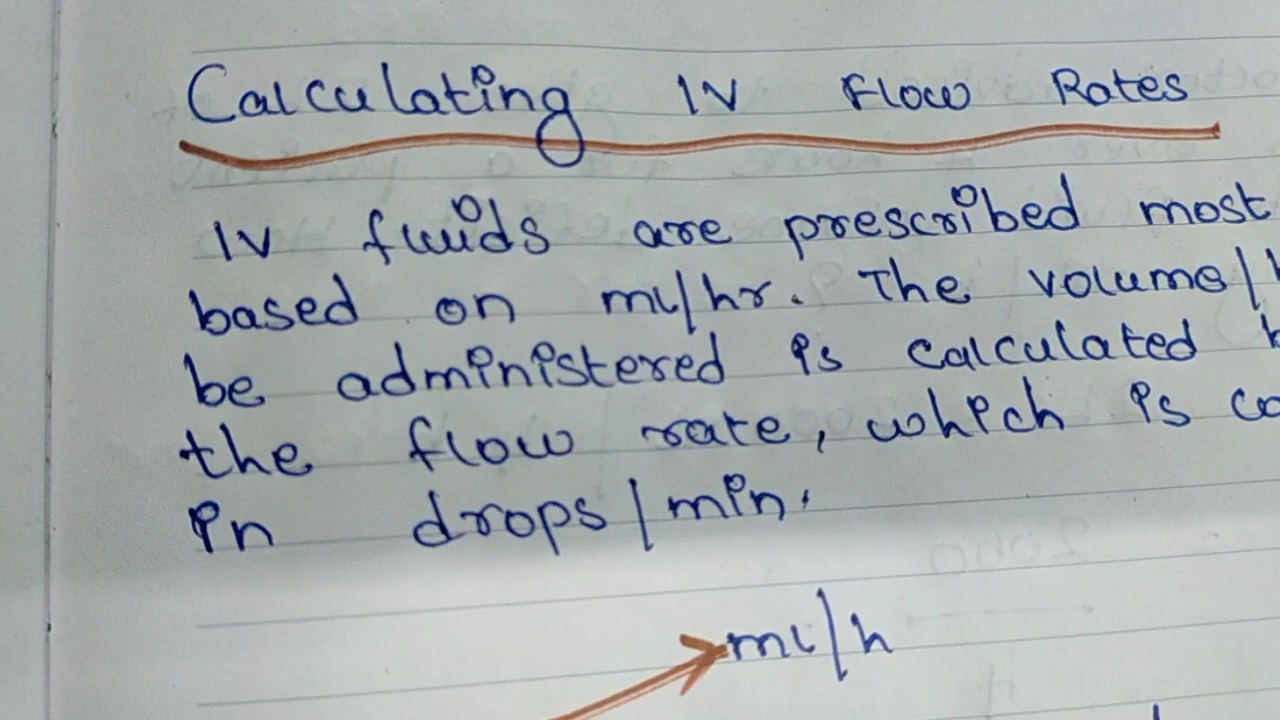 Calculating IV Flow Rates
IV fluids are prescribed most
based on ml/hr. The volume/h
be administered is calculated
the flow rate, which is co
in drops/min.
ml/h